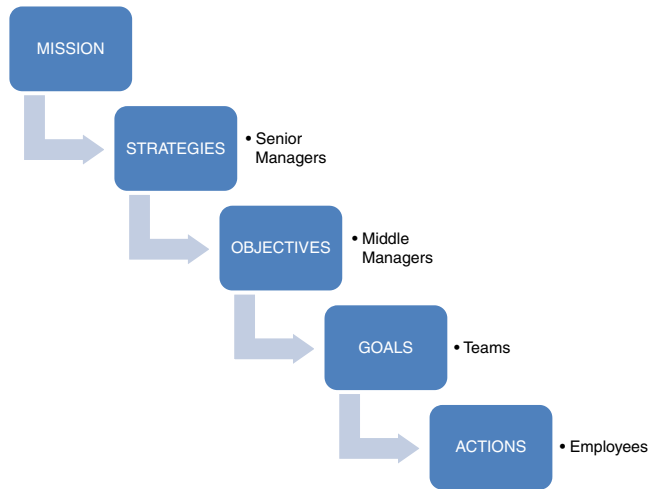 MISSION
STRATEGIES
• Senior
Managers
OBJECTIVES
• Middle
Managers
GOALS
• Teams
ACTIONS
• Employees